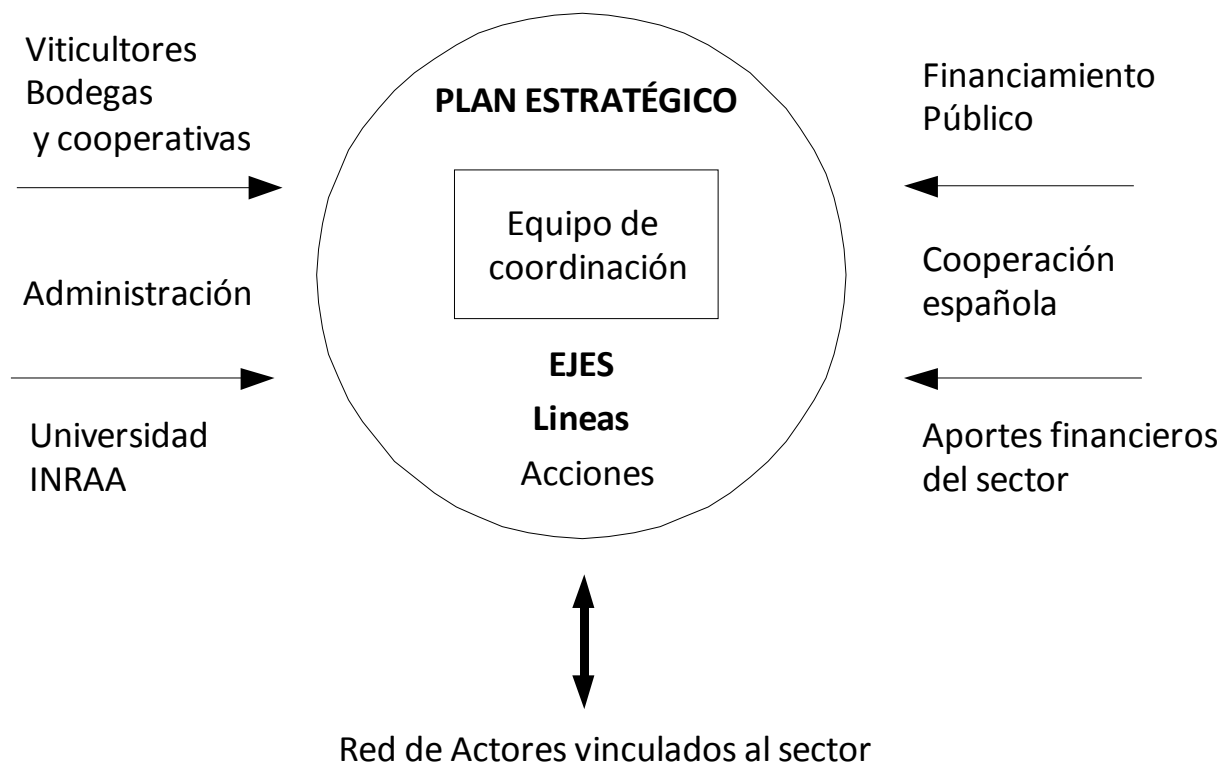 Viticultores
Bodegas
y cooperativas
Administración
Universidad
INRAA
PLAN ESTRATÉGICO
Equipo de
coordinación
EJES
Lineas
Acciones
Financiamiento
Público
Cooperación
española
Aportes financieros
del sector
Red de Actores vinculados al sector